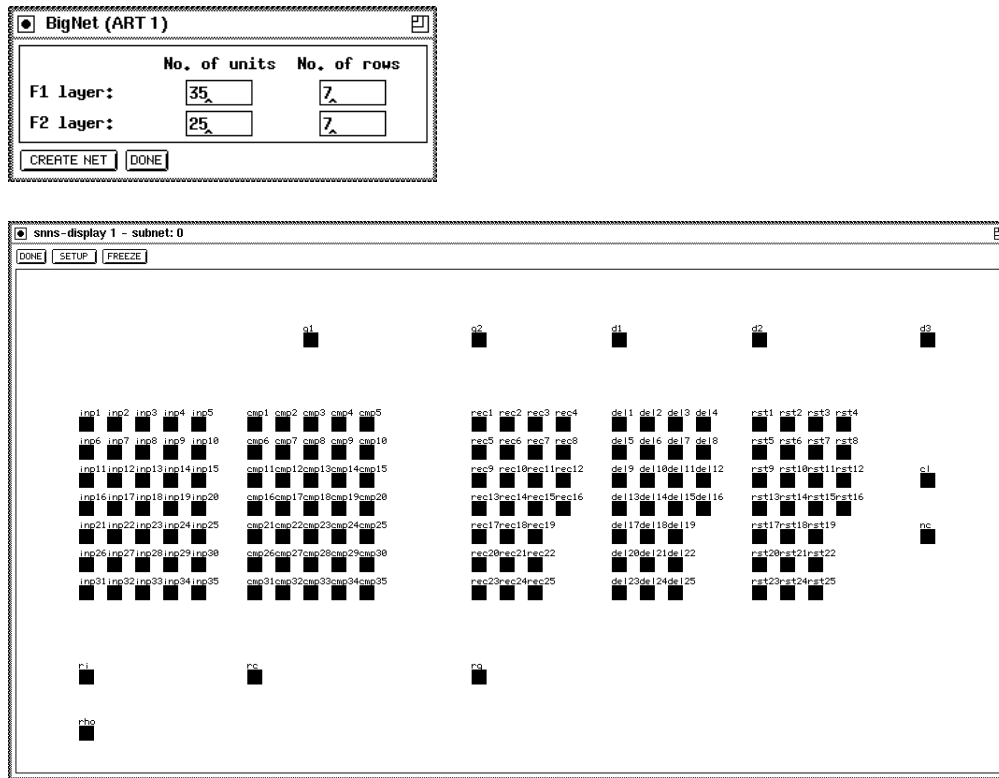 BigNet (ART 1)
No. of units No. of rows
F1 layer: 35 7
F2 layer: 25 7
CREATE NET DONE
snns-display 1 - subnet: 0
DONE SETUP FREEZE
g1 g2 d1 d2 d3
inp1 inp2 inp3 inp4 inp5 cmp1 cmp2 cmp3 cmp4 cmp5 rec1 rec2 rec3 rec4 del1 del2 del3 del4 rst1 rst2 rst3 rst4
inp6 inp7 inp8 inp9 inp10 cmp6 cmp7 cmp8 cmp9 cmp10 rec5 rec6 rec7 rec8 del5 del6 del7 del8 rst5 rst6 rst7 rst8
inp11 inp12 inp13 inp14 inp15 cmp11 cmp12 cmp13 cmp14 cmp15 rec9 rec10 rec11 rec12 del9 del10 del11 del12 rst9 rst10 rst11 rst12 cl
inp16 inp17 inp18 inp19 inp20 cmp16 cmp17 cmp18 cmp19 cmp20 rec13 rec14 rec15 rec16 del13 del14 del15 del16 rst13 rst14 rst15 rst16
inp21 inp22 inp23 inp24 inp25 cmp21 cmp22 cmp23 cmp24 cmp25 rec17 rec18 rec19 del17 del18 del19 rst17 rst18 rst19 nc
inp26 inp27 inp28 inp29 inp30 cmp26 cmp27 cmp28 cmp29 cmp30 rec20 rec21 rec22 del20 del21 del22 rst20 rst21 rst22
inp31 inp32 inp33 inp34 inp35 cmp31 cmp32 cmp33 cmp34 cmp35 rec23 rec24 rec25 del23 del24 del25 rst23 rst24 rst25
ri rc rg
rho